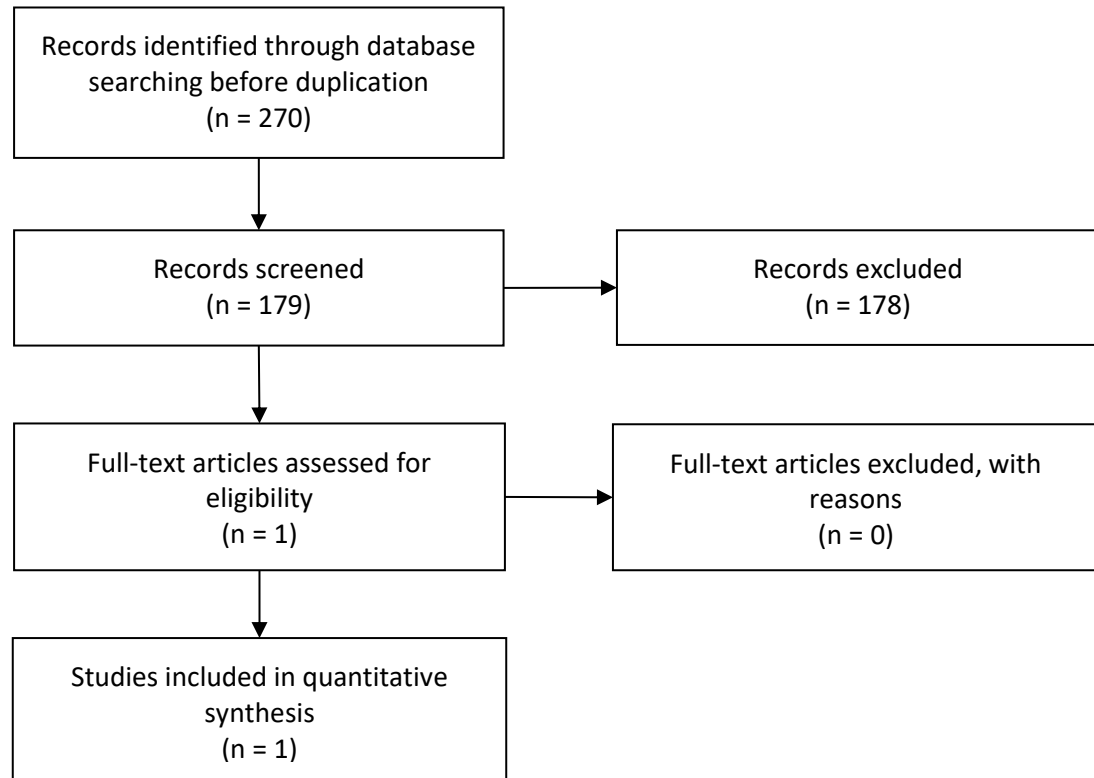 Records identified through database
searching before duplication
(n = 270)
Records screened
(n = 179)
Records excluded
(n = 178)
Full-text articles assessed for
eligibility
(n = 1)
Full-text articles excluded, with
reasons
(n = 0)
Studies included in quantitative
synthesis
(n = 1)